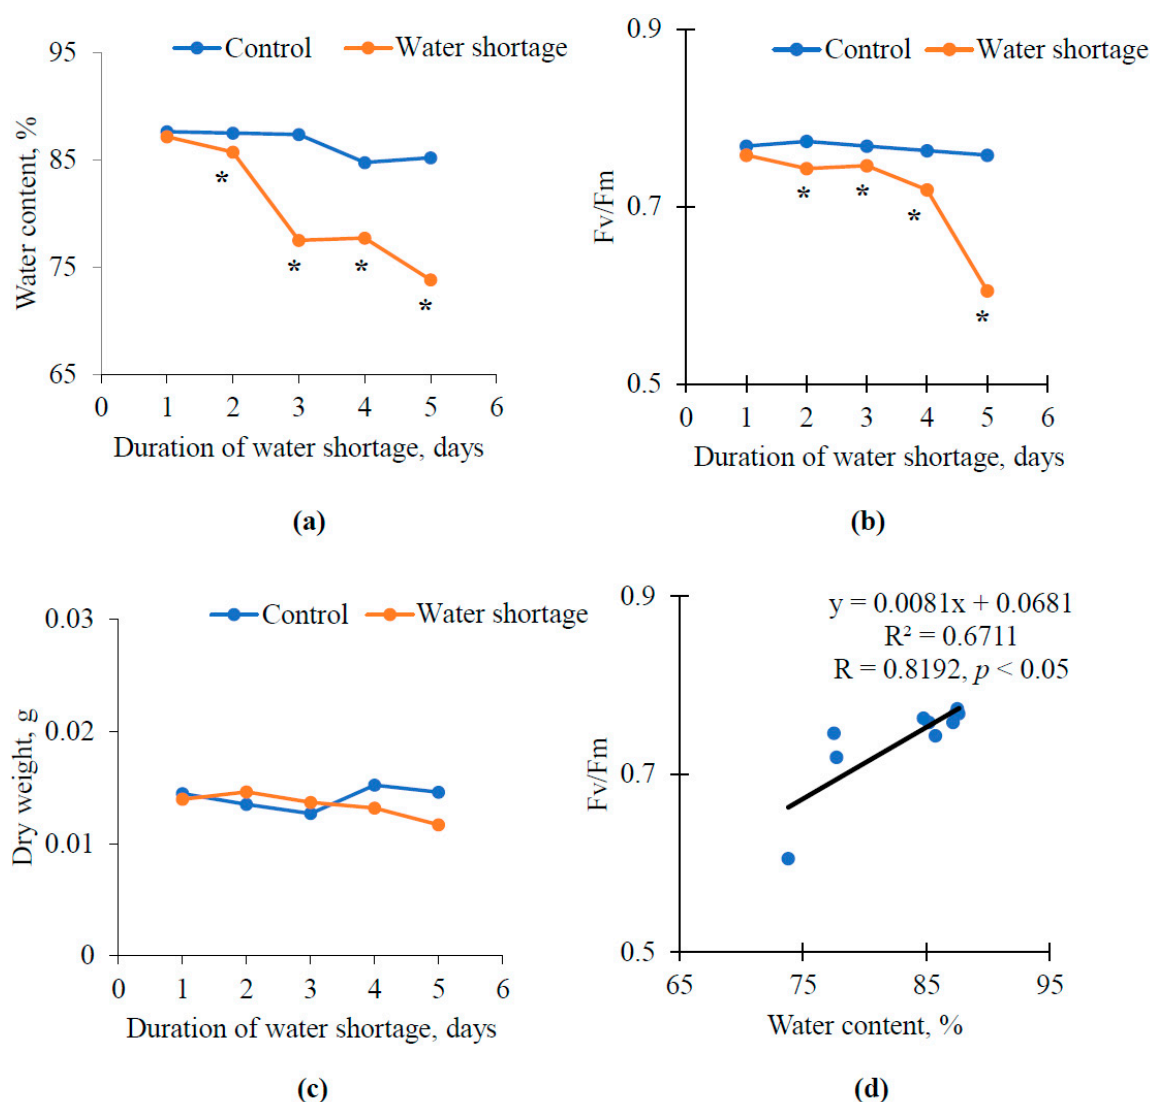 Control Water shortage
95
85
75
65
Water content, %
*
*
*
*
0 1 2 3 4 5 6
Duration of water shortage, days
(a)
Control Water shortage
0.9
0.7
0.5
Fv/Fm
*
*
*
*
0 1 2 3 4 5 6
Duration of water shortage, days
(b)
Control Water shortage
0.03
0.02
0.01
0
Dry weight, g
0 1 2 3 4 5 6
Duration of water shortage, days
(c)
y = 0.0081x + 0.0681
R² = 0.6711
R = 0.8192, p < 0.05
0.9
0.7
0.5
Fv/Fm
65 75 85 95
Water content, %
(d)